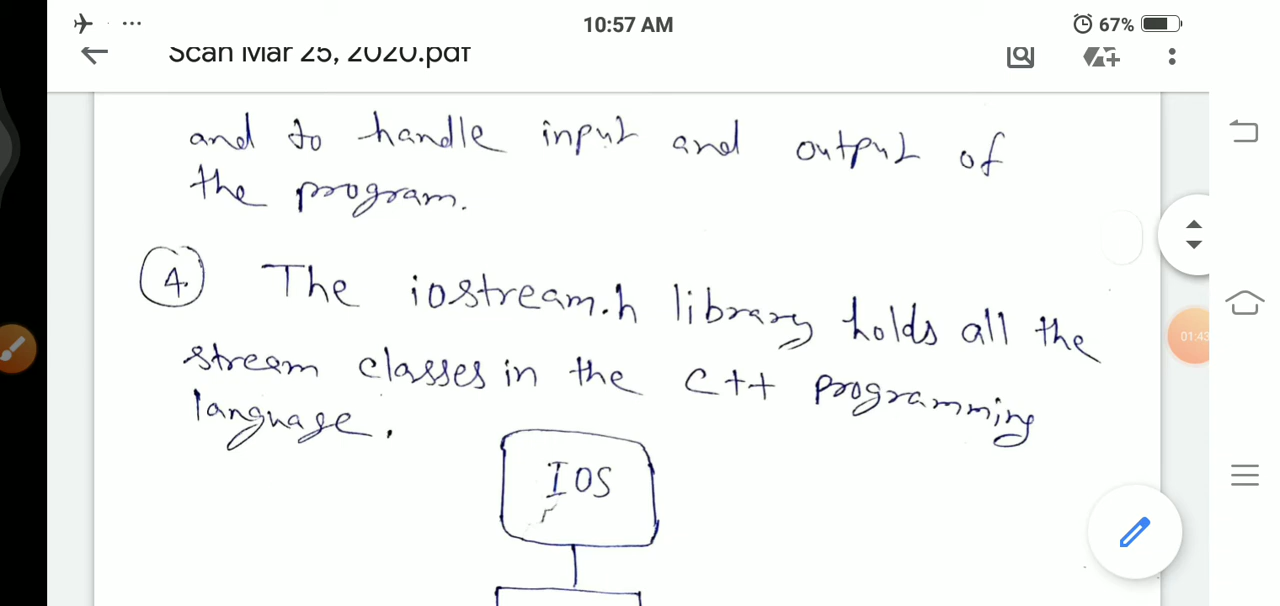 10:57 AM
67%
Scan Mar 25, 2020.pdf
and to handle input and output of
the program.
4. The iostream.h library holds all the
stream classes in the C++ programming
language.
IOS
01:43